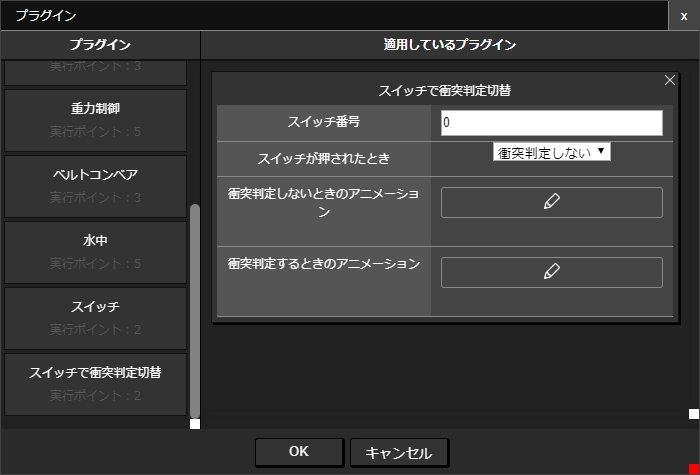 プラグイン
x
プラグイン
適用しているプラグイン
実行ポイント：3
重力制御
実行ポイント：5
ベルトコンベア
実行ポイント：3
水中
実行ポイント：5
スイッチ
実行ポイント：2
スイッチで衝突判定切替
実行ポイント：2
スイッチで衝突判定切替
スイッチ番号
0
スイッチが押されたとき
衝突判定しない
衝突判定しないときのアニメーショ
ン
衝突判定するときのアニメーション
OK
キャンセル